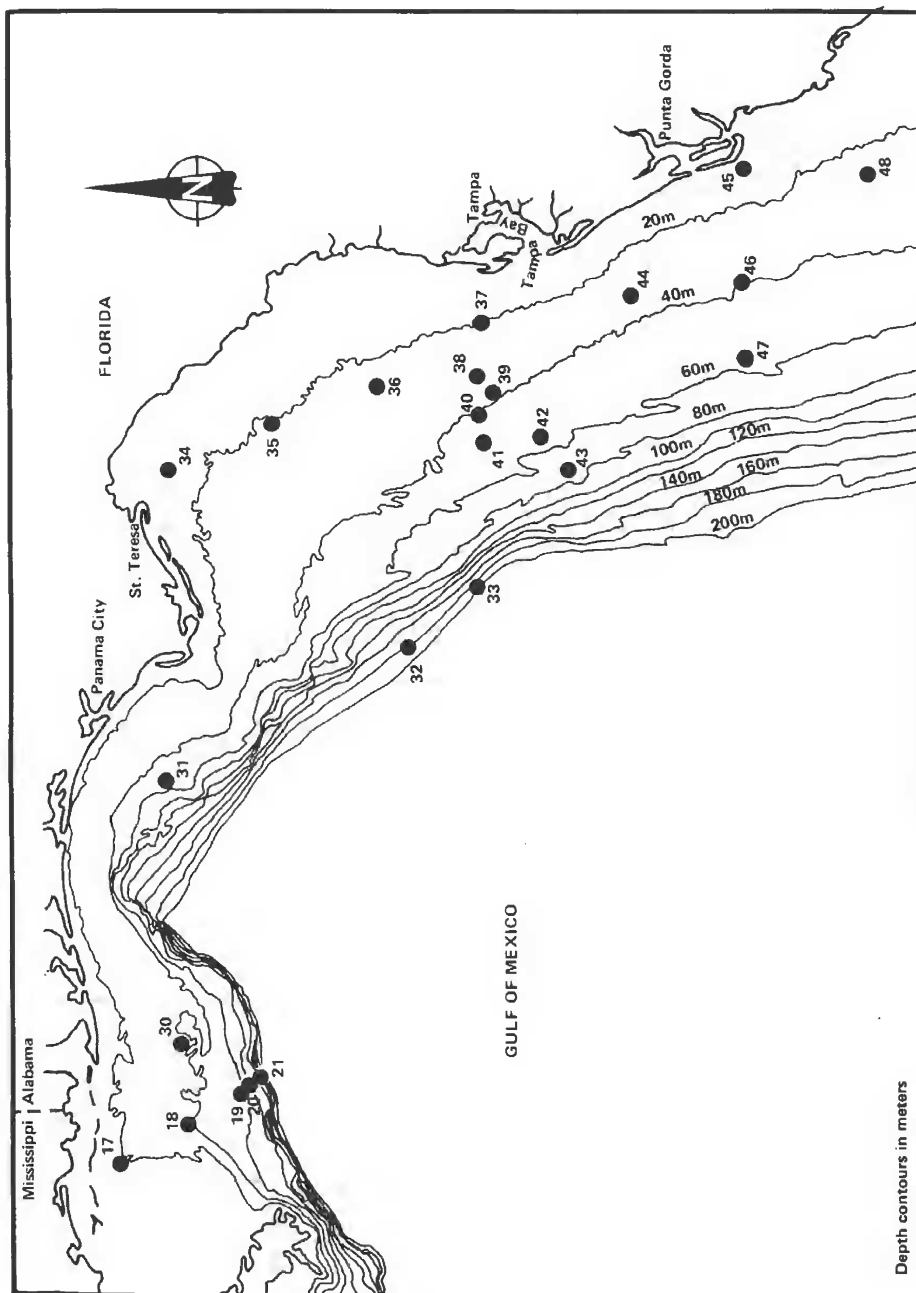 Mississippi | Alabama
Panama City
St. Teresa
FLORIDA
N
Tampa
Bay
Tampa
Punta Gorda
GULF OF MEXICO
17
18
19
20
21
30
31
32
33
34
35
36
37
38
39
40
41
42
43
44
45
46
47
48
20m
40m
60m
80m
100m
120m
140m
160m
180m
200m
Depth contours in meters